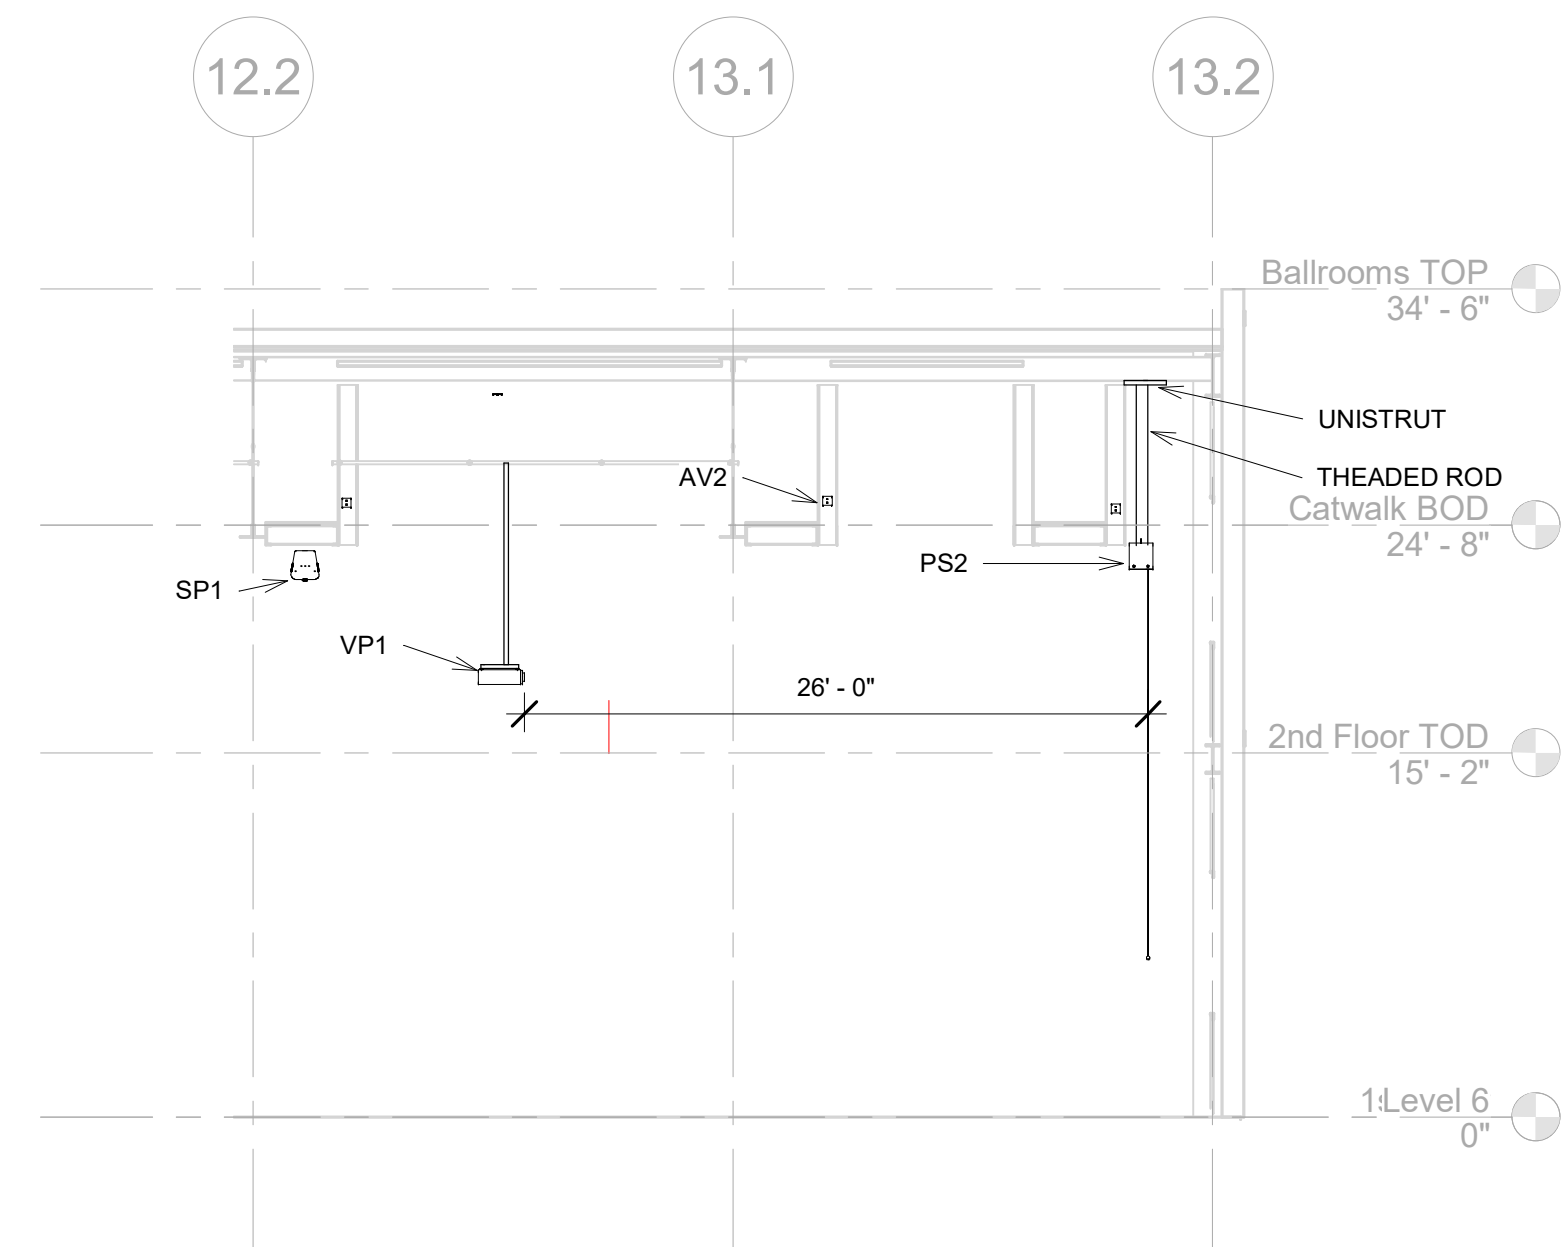 12.2
13.1
13.2
Ballrooms TOP
34' - 6"
UNISTRUT
AV2
THEADED ROD
Catwalk BOD
24' - 8"
PS2
SP1
VP1
26' - 0"
2nd Floor TOD
15' - 2"
Level 6
0"